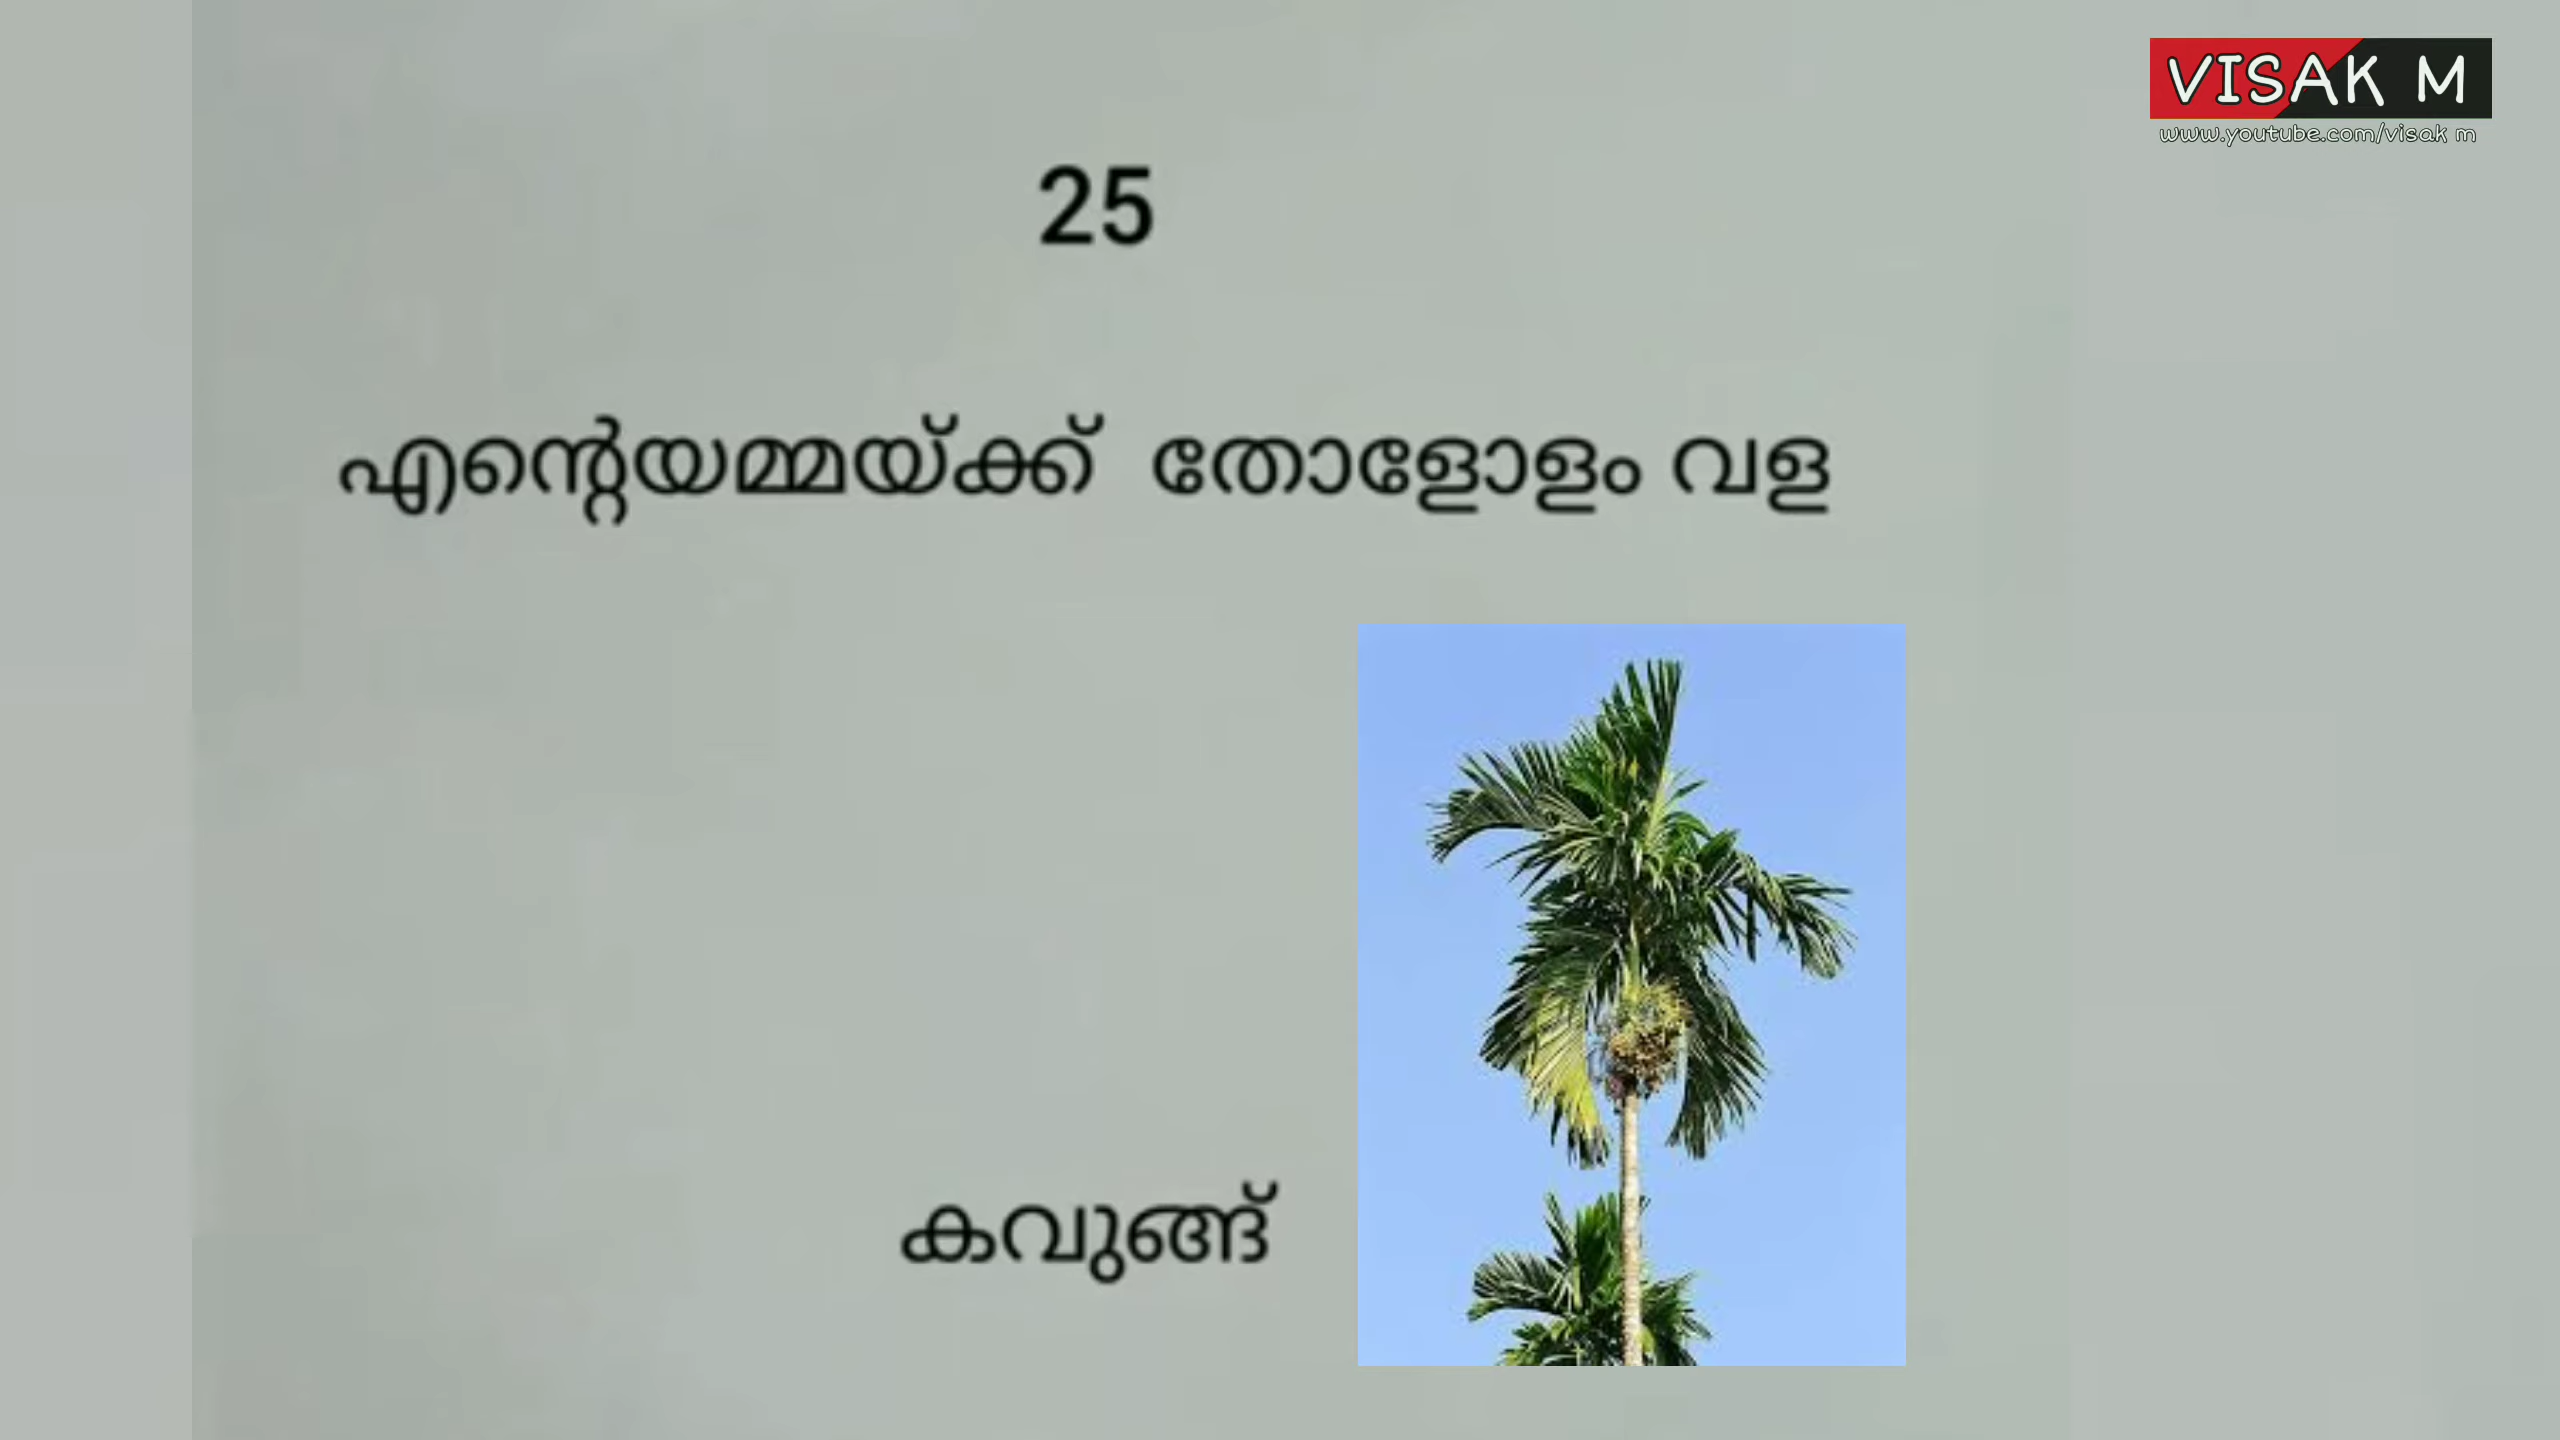 VISAK M
www.youtube.com/visak m
25
എന്റെയമ്മയ്ക്ക് തോളോളം വള
കവുങ്ങ്